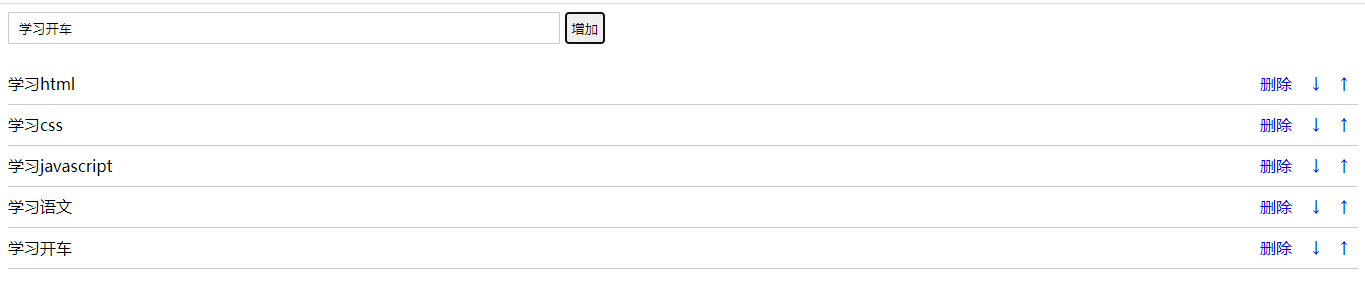 学习开车 增加
学习html 删除 ↓ ↑
学习css 删除 ↓ ↑
学习javascript 删除 ↓ ↑
学习语文 删除 ↓ ↑
学习开车 删除 ↓ ↑